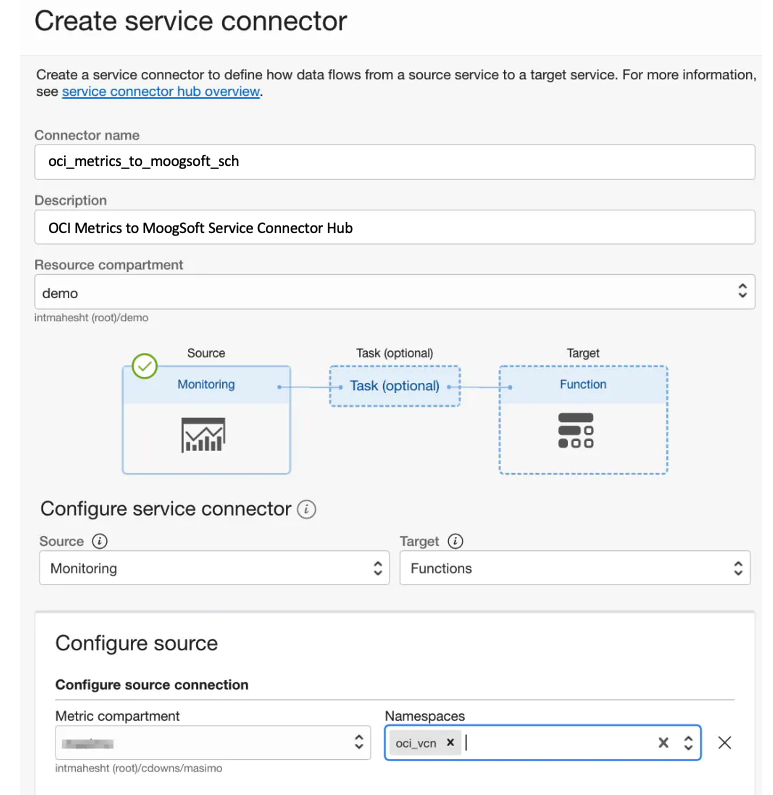 Create service connector
Create a service connector to define how data flows from a source service to a target service. For more information,
see service connector hub overview.
Connector name
oci_metrics_to_moogsoft_sch
Description
OCI Metrics to MoogSoft Service Connector Hub
Resource compartment
demo
intmahesht (root)/demo
Source
Task (optional)
Target
Monitoring
Task (optional)
Function
Configure service connector
Source
Target
Monitoring
Functions
Configure source
Configure source connection
Metric compartment
Namespaces
oci_vcn
intmahesht (root)/cdowns/masimo